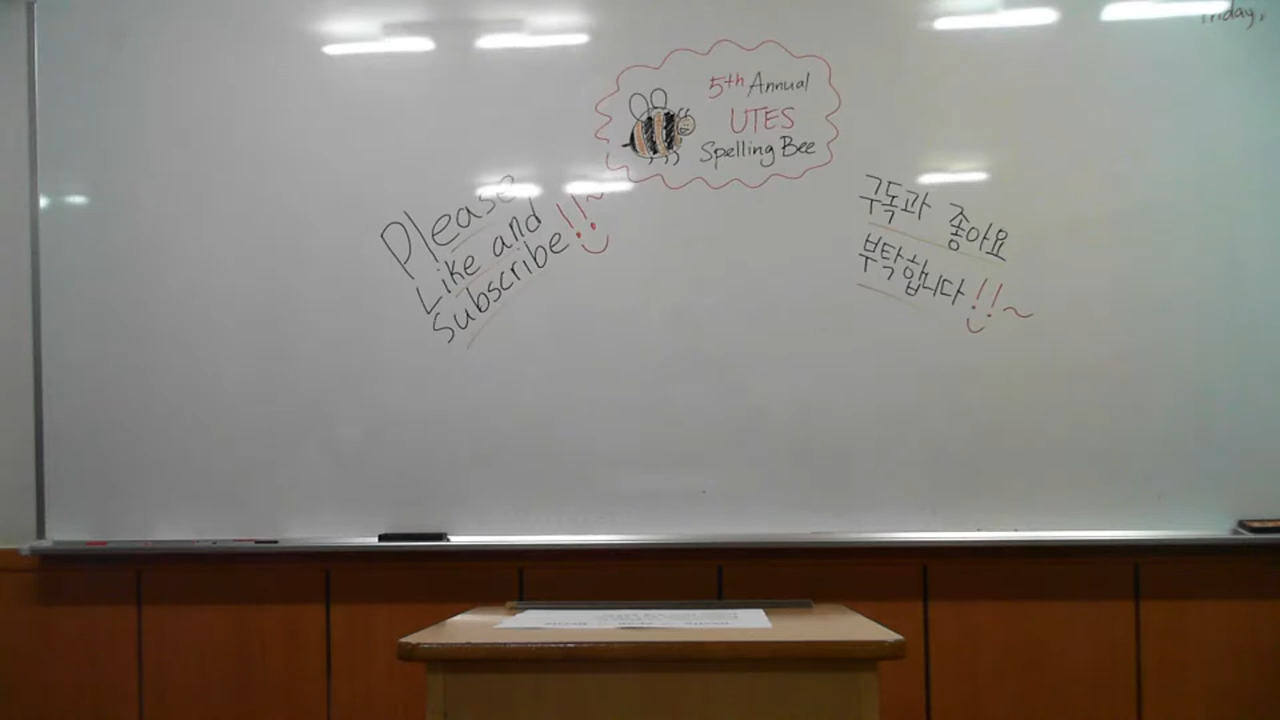 Friday,
5th Annual
UTES
Spelling Bee
Please
Like and
Subscribe!!~
구독과 좋아요
부탁합니다!!~